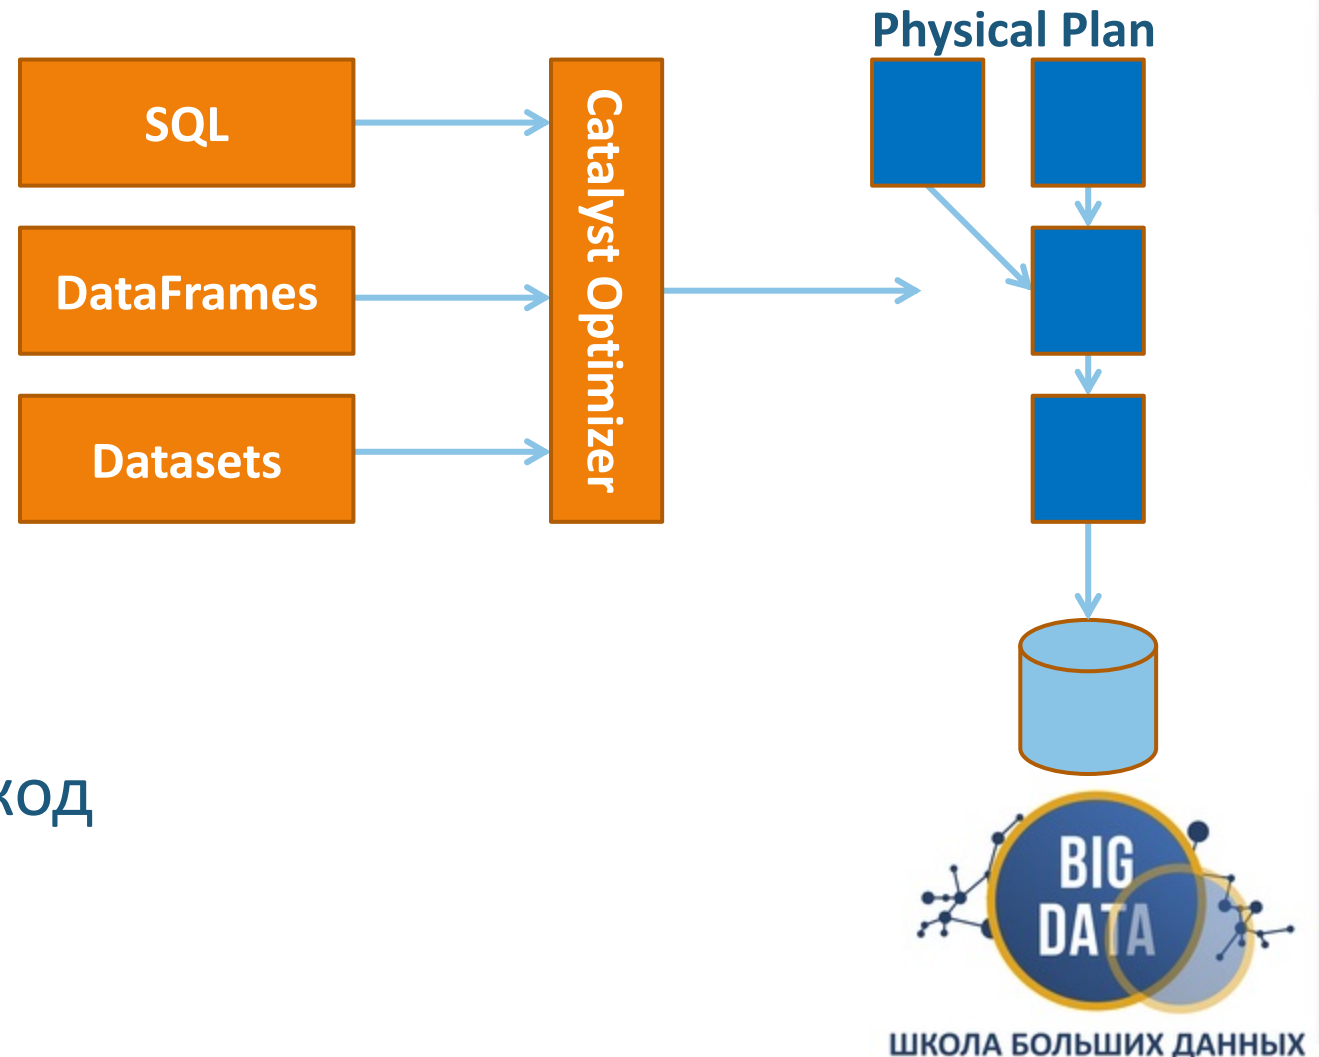 Physical Plan
SQL
DataFrames
Datasets
Catalyst Optimizer
код
BIG
DATA
ШКОЛА БОЛЬШИХ ДАННЫХ